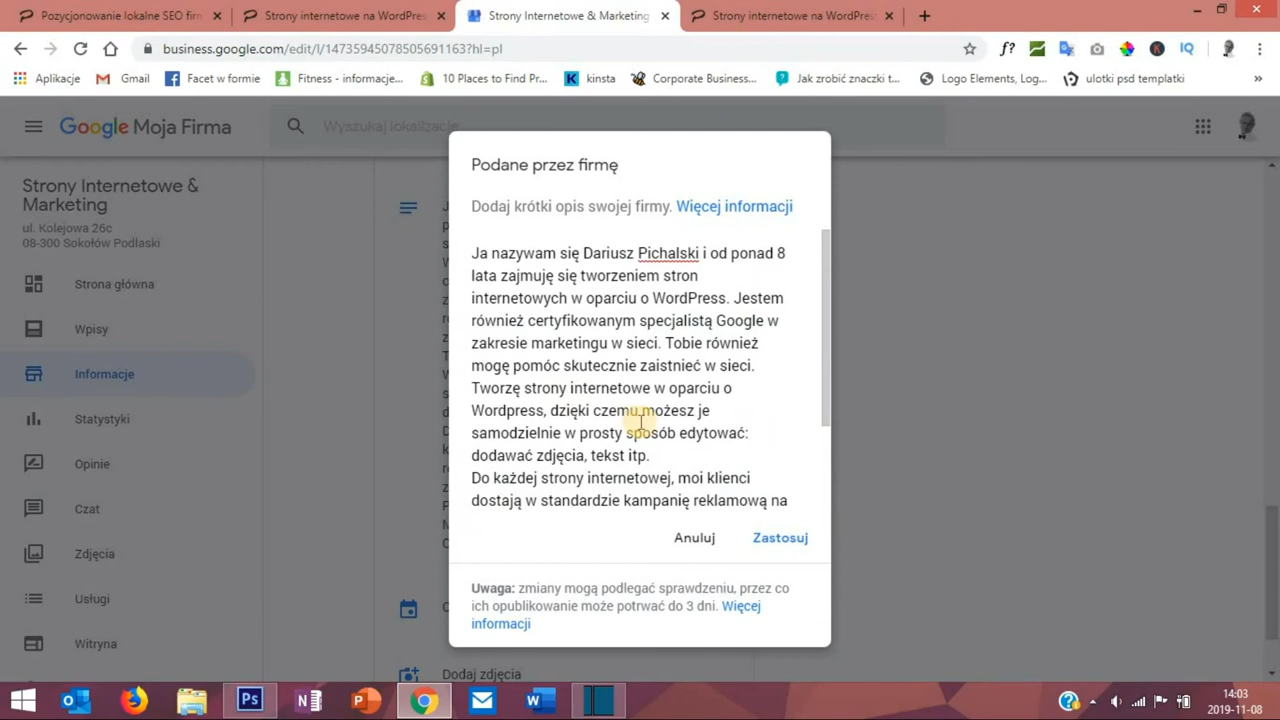 Pozycjonowanie lokalne SEO firm
Strony internetowe na WordPres
Strony Internetowe & Marketing
Strony internetowe na WordPres
business.google.com/edit/l/14735945078505691163?hl=pl
Aplikacje
Gmail
Facet w formie
Fitness - informacje...
10 Places to Find Pr...
kinsta
Corporate Business...
Jak zrobić znaczki t...
Logo Elements, Log...
ulotki psd templatki
Google Moja Firma
Wyszukaj lokalizacje
Strony Internetowe &
Marketing
ul. Kolejowa 26c
08-300 Sokołów Podlaski
Strona główna
Wpisy
Informacje
Statystyki
Opinie
Czat
Zdjęcia
Usługi
Witryna
Podane przez firmę
Dodaj krótki opis swojej firmy. Więcej informacji
Ja nazywam się Dariusz Pichalski i od ponad 8
lata zajmuję się tworzeniem stron
internetowych w oparciu o WordPress. Jestem
również certyfikowanym specjalistą Google w
zakresie marketingu w sieci. Tobie również
mogę pomóc skutecznie zaistnieć w sieci.
Tworzę strony internetowe w oparciu o
Wordpress, dzięki czemu możesz je
samodzielnie w prosty sposób edytować:
dodawać zdjęcia, tekst itp.
Do każdej strony internetowej, moi klienci
dostają w standardzie kampanię reklamową na
Anuluj
Zastosuj
Uwaga: zmiany mogą podlegać sprawdzeniu, przez co
ich opublikowanie może potrwać do 3 dni. Więcej
informacji
Dodaj zdjęcia
14:03
2019-11-08